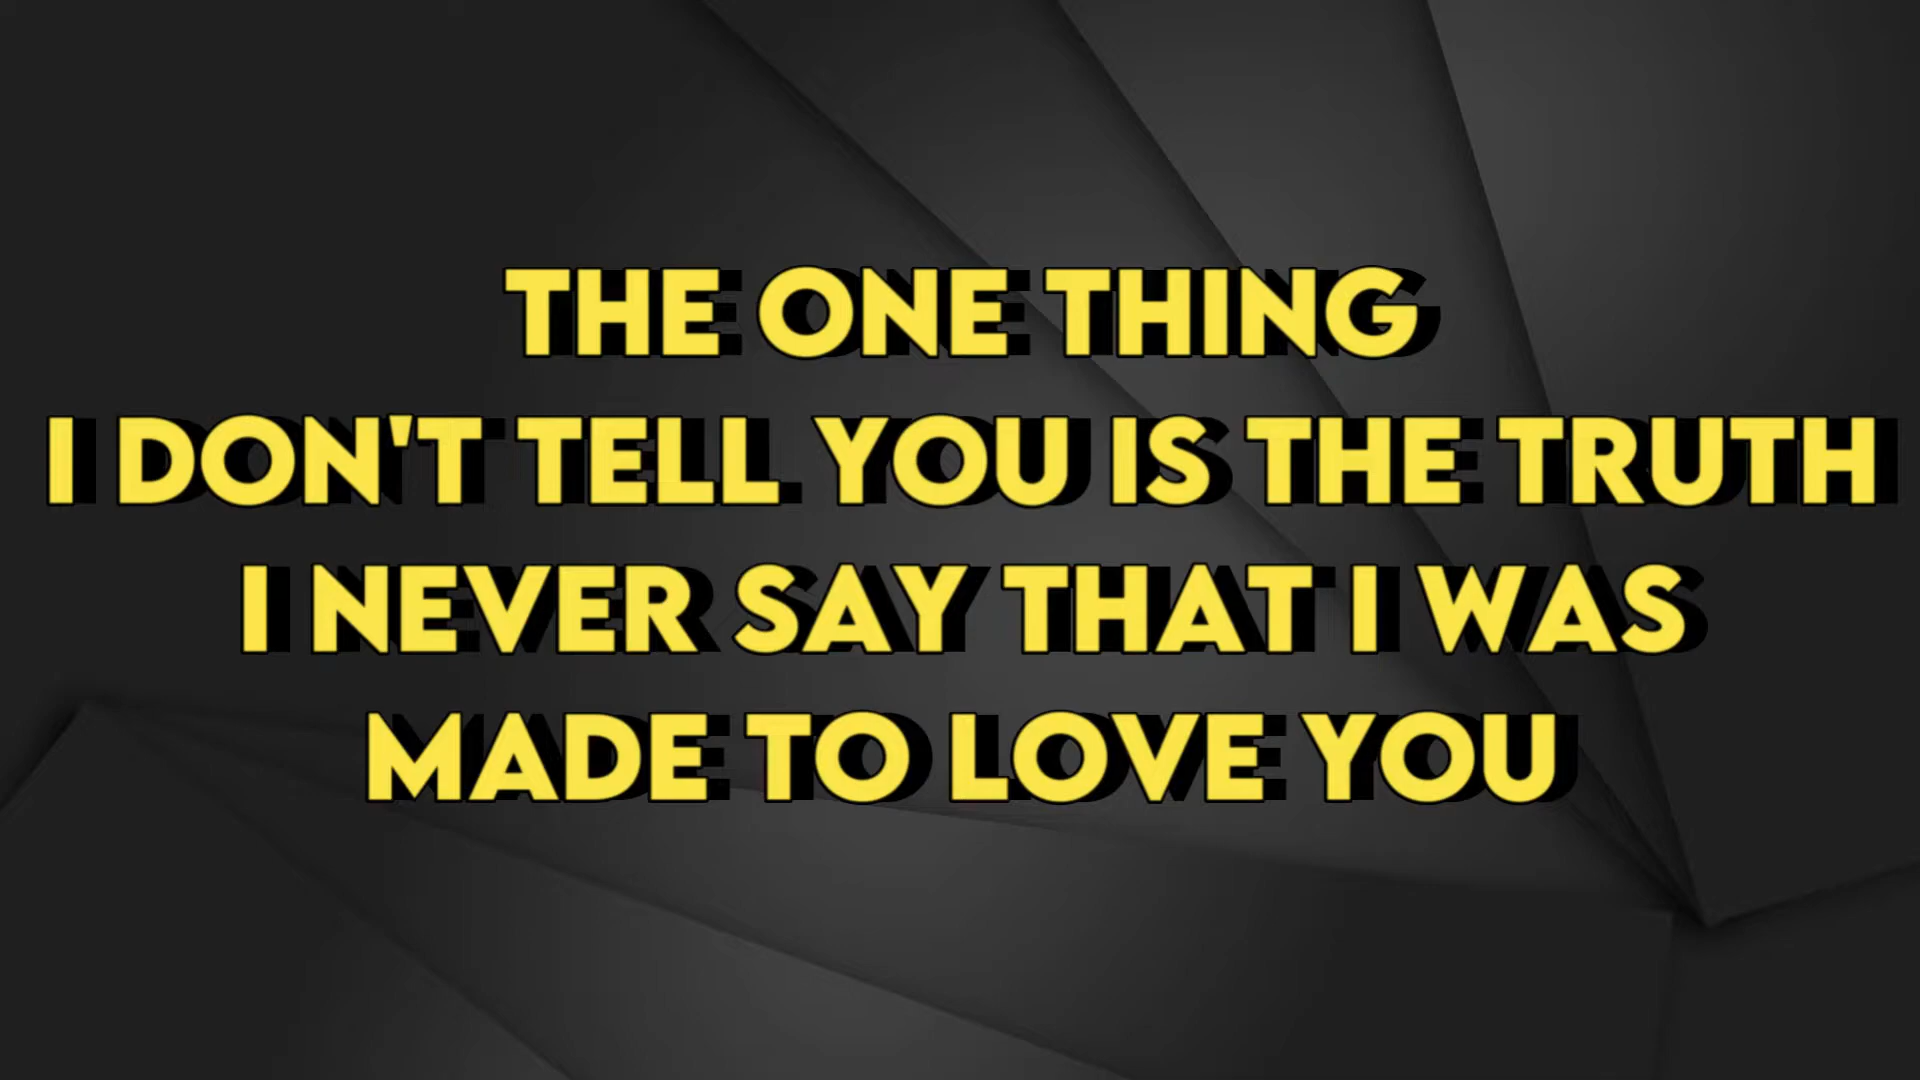 THE ONE THING
I DON'T TELL YOU IS THE TRUTH
I NEVER SAY THAT I WAS
MADE TO LOVE YOU